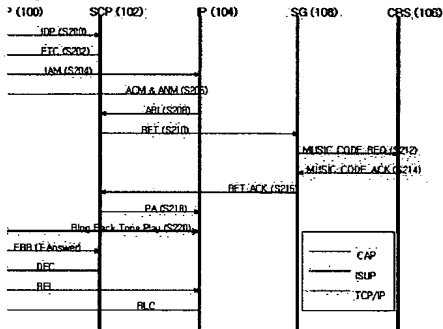 P (100) SCP (102) IP (104) SG (106) CBS (108)
IDP (S200)
ETC (S202)
IAM (S204)
ACM & ANM (S206)
ARI (S208)
RFT (S210)
MUSIC CODE REQ (S212)
MUSIC CODE ACK (S214)
RFT ACK (S216)
PA (S218)
Ring Back Tone Play (S220)
ERB (T-Answer)
DFC
REL
RLC
CAP
ISUP
TCP/IP